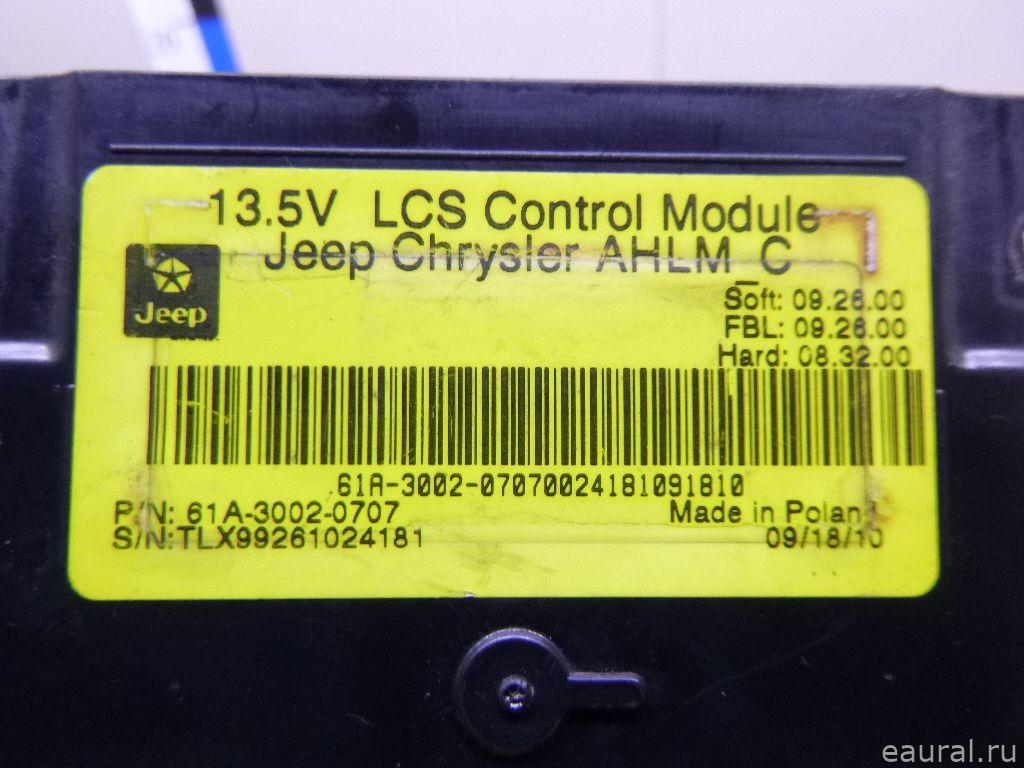 13.5V LCS Control Module
Jeep Chrysler AHLM_C
Jeep
Soft: 09.26.00
FBL: 09.26.00
Hard: 08.32.00
61A-3002-07070024181091810
P/N: 61A-3002-0707
Made in Poland
S/N:TLX99261024181
09/18/10
eaural.ru